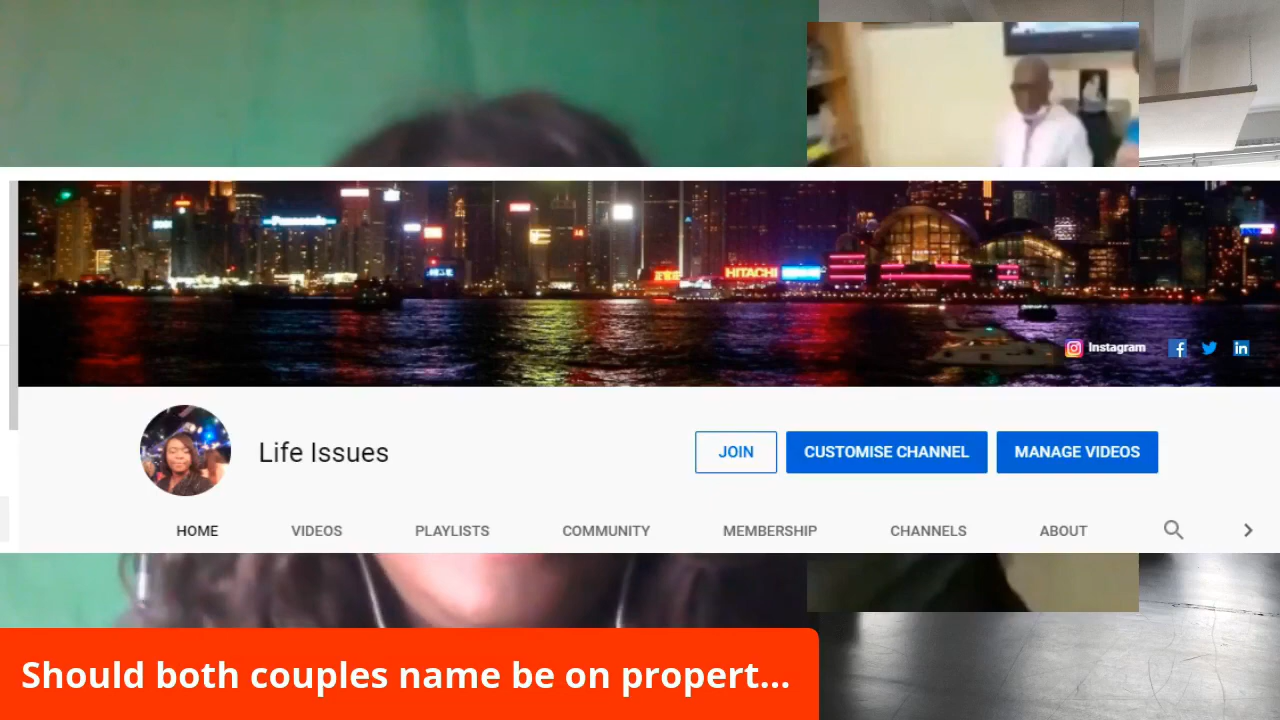 Panasonic
HITACHI
Instagram
Life Issues
JOIN
CUSTOMISE CHANNEL
MANAGE VIDEOS
HOME
VIDEOS
PLAYLISTS
COMMUNITY
MEMBERSHIP
CHANNELS
ABOUT
Should both couples name be on propert...